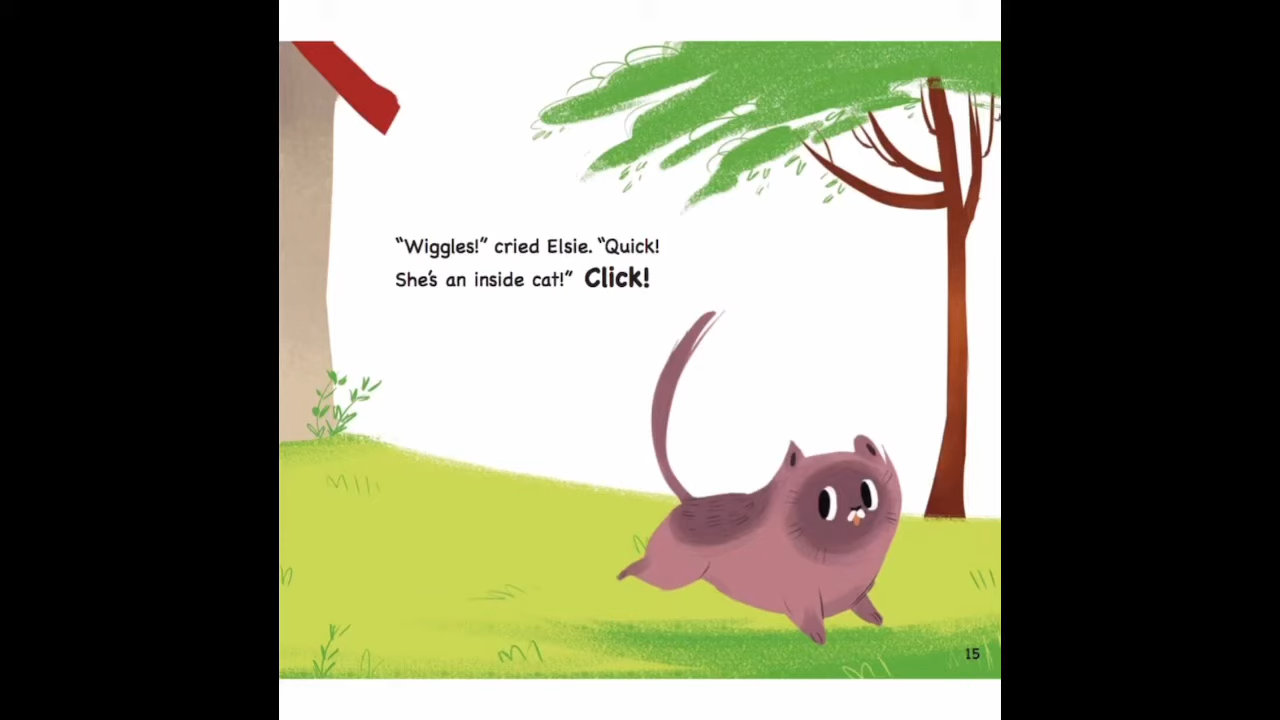 “Wiggles!” cried Elsie. “Quick!
She’s an inside cat!” Click!
15